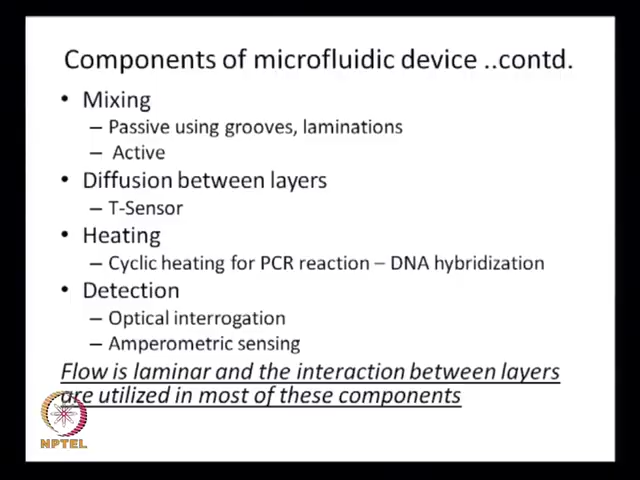 Components of microfluidic device ..contd.
• Mixing
– Passive using grooves, laminations
– Active
• Diffusion between layers
– T-Sensor
• Heating
– Cyclic heating for PCR reaction – DNA hybridization
• Detection
– Optical interrogation
– Amperometric sensing
Flow is laminar and the interaction between layers
are utilized in most of these components
NPTEL